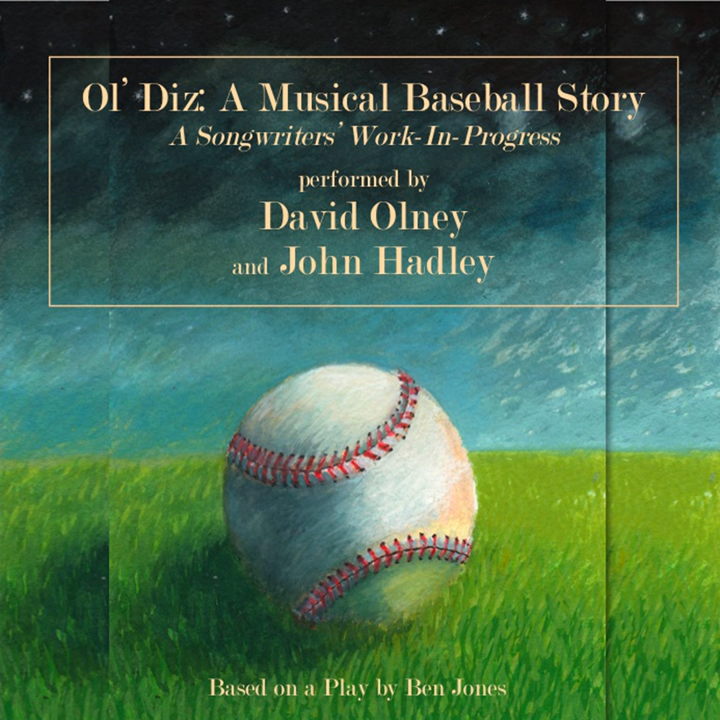 Ol’ Diz: A Musical Baseball Story
A Songwriters’ Work-In-Progress
performed by
David Olney
and John Hadley
Based on a Play by Ben Jones